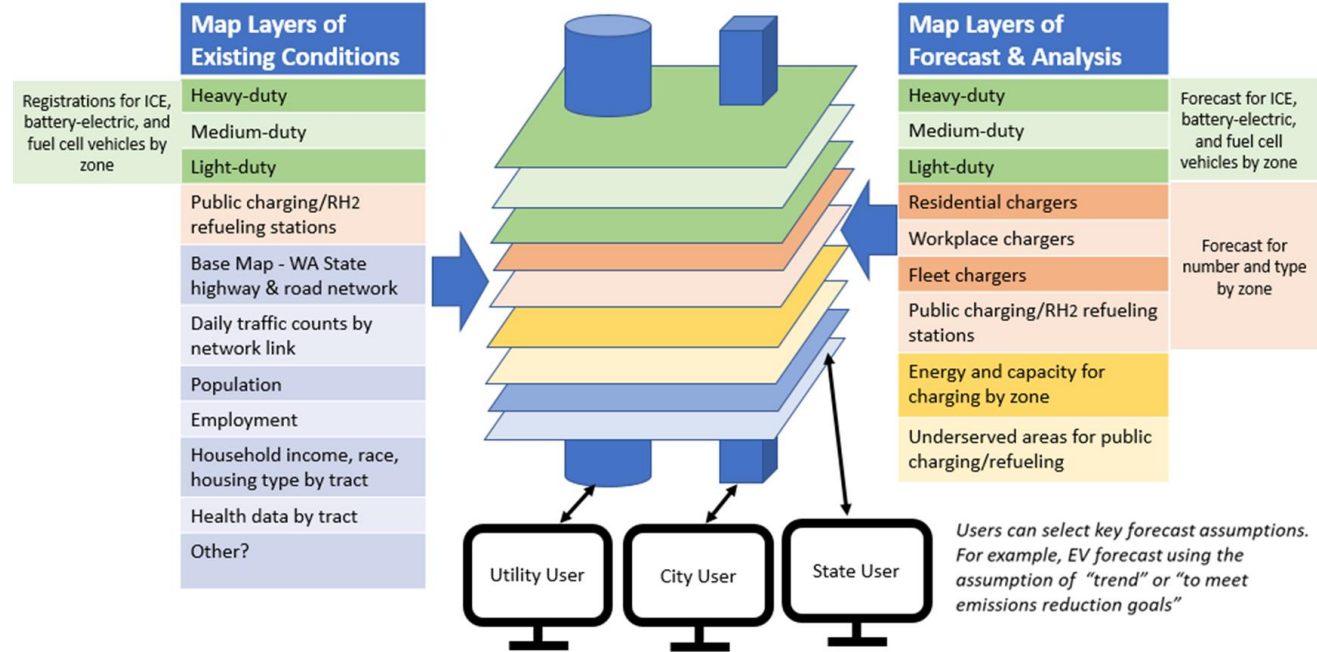 Map Layers of
Existing Conditions
Registrations for ICE,
battery-electric, and
fuel cell vehicles by
zone
Heavy-duty
Medium-duty
Light-duty
Public charging/RH2
refueling stations
Base Map - WA State
highway & road network
Daily traffic counts by
network link
Population
Employment
Household income, race,
housing type by tract
Health data by tract
Other?
Map Layers of
Forecast & Analysis
Heavy-duty
Medium-duty
Light-duty
Residential chargers
Workplace chargers
Fleet chargers
Public charging/RH2 refueling
stations
Energy and capacity for
charging by zone
Underserved areas for public
charging/refueling
Forecast for ICE,
battery-electric,
and fuel cell
vehicles by zone
Forecast for
number and type
by zone
Utility User
City User
State User
Users can select key forecast assumptions.
For example, EV forecast using the
assumption of “trend” or “to meet
emissions reduction goals”